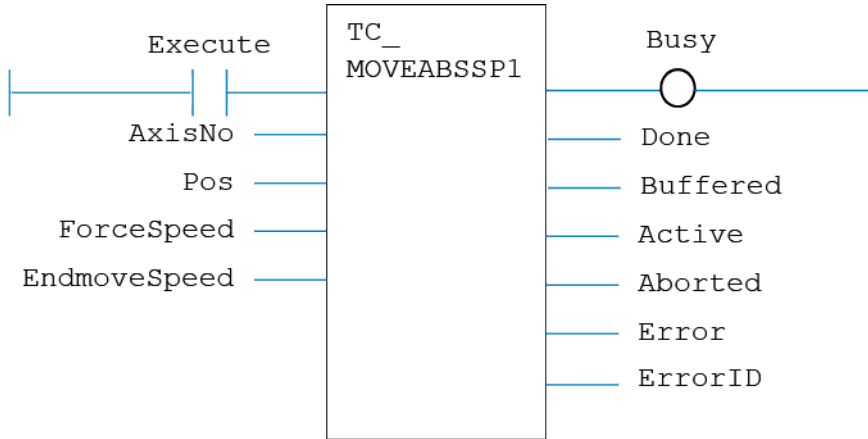 Execute
TC_
MOVEABSSP1
Busy
AxisNo
Done
Pos
Buffered
ForceSpeed
Active
EndmoveSpeed
Aborted
Error
ErrorID